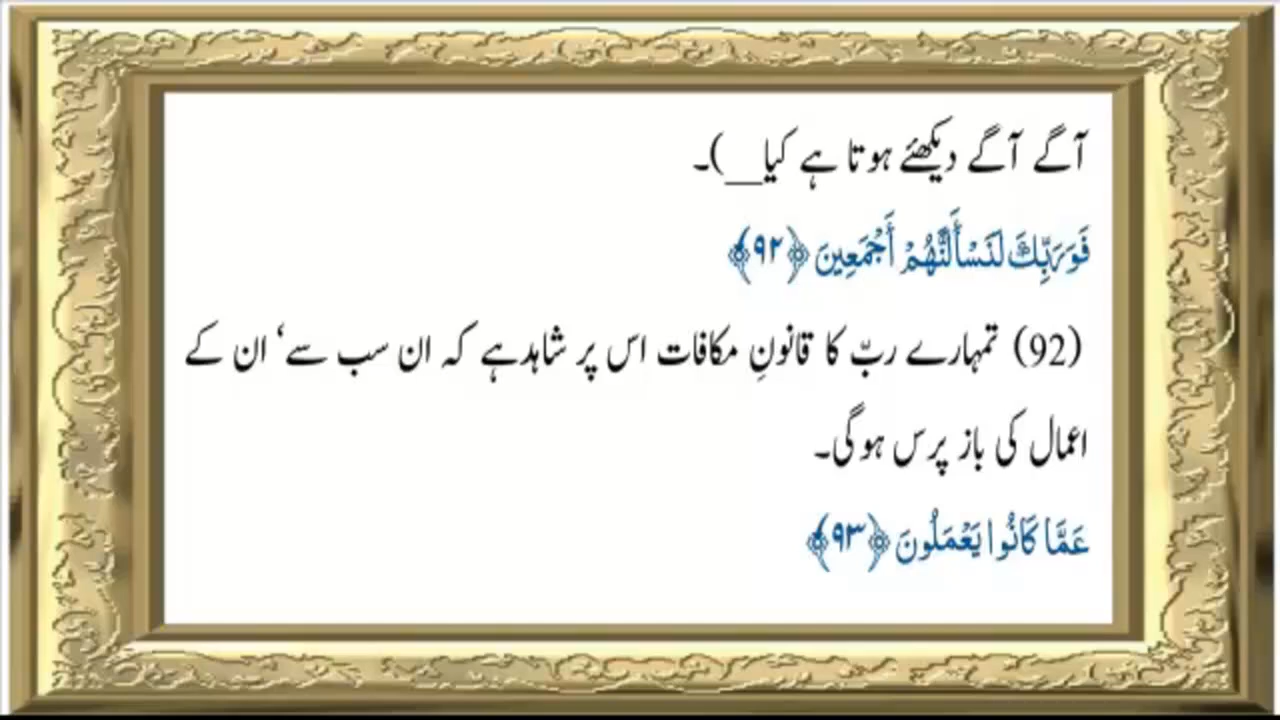 آگے آگے دیکھئے ہوتا ہے کیا__)۔
فَوَرَبِّكَ لَنَسْأَلَنَّهُمْ أَجْمَعِينَ ﴿٩٢﴾
(92) تمہارے ربّ کا قانونِ مکافات اس پر شاہد ہے کہ ان سب سے‘ ان کے
اعمال کی باز پرس ہوگی۔
عَمَّا كَانُوا يَعْمَلُونَ ﴿٩٣﴾